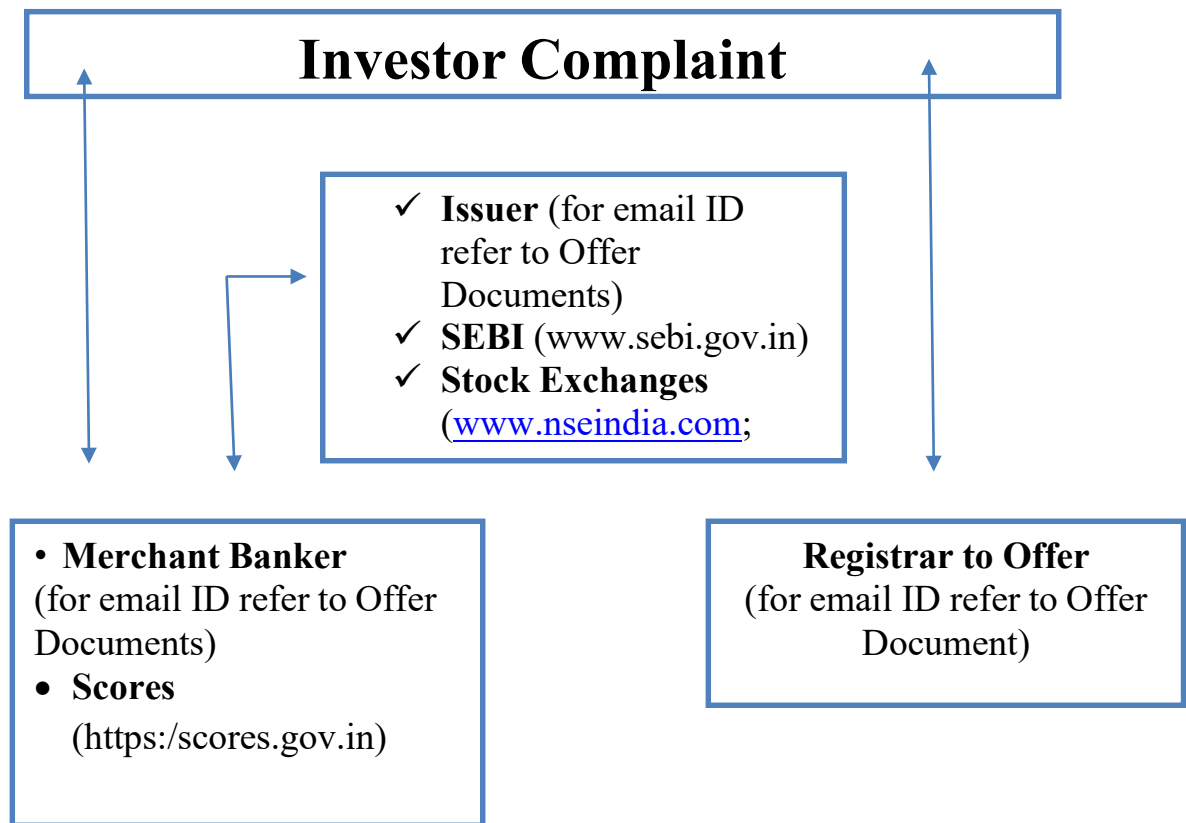 Investor Complaint
✓ Issuer (for email ID
refer to Offer
Documents)
✓ SEBI (www.sebi.gov.in)
✓ Stock Exchanges
(www.nseindia.com;
• Merchant Banker
(for email ID refer to Offer
Documents)
• Scores
(https:/scores.gov.in)
Registrar to Offer
(for email ID refer to Offer
Document)